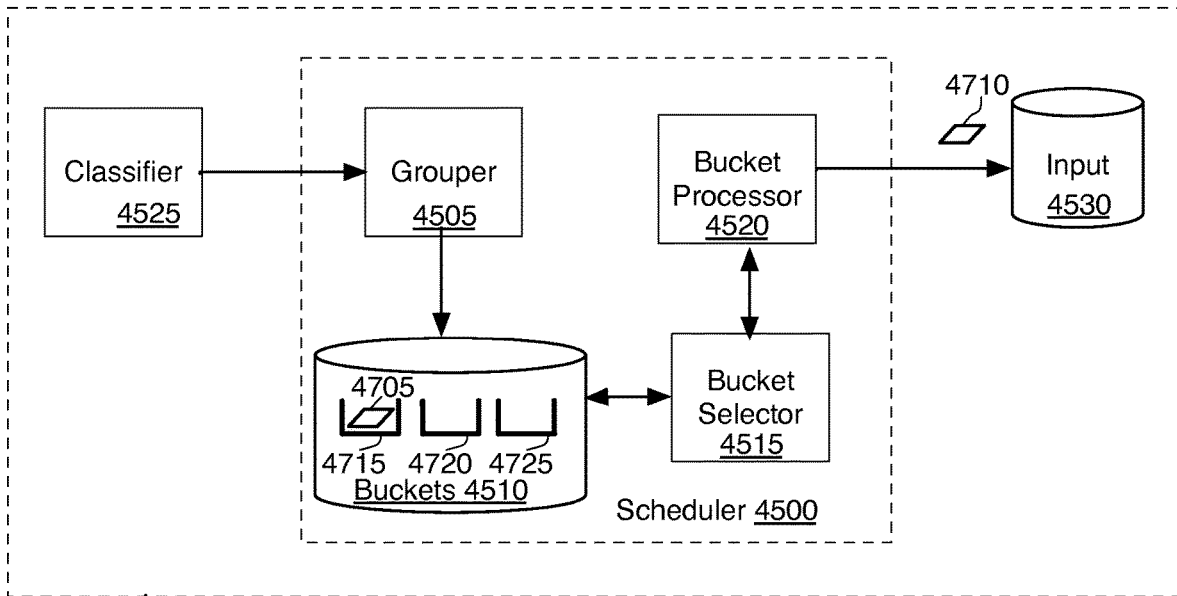 4710
Classifier
4525
Grouper
4505
Bucket
Processor
4520
Input
4530
4705
4715 4720 4725
Buckets 4510
Bucket
Selector
4515
Scheduler 4500